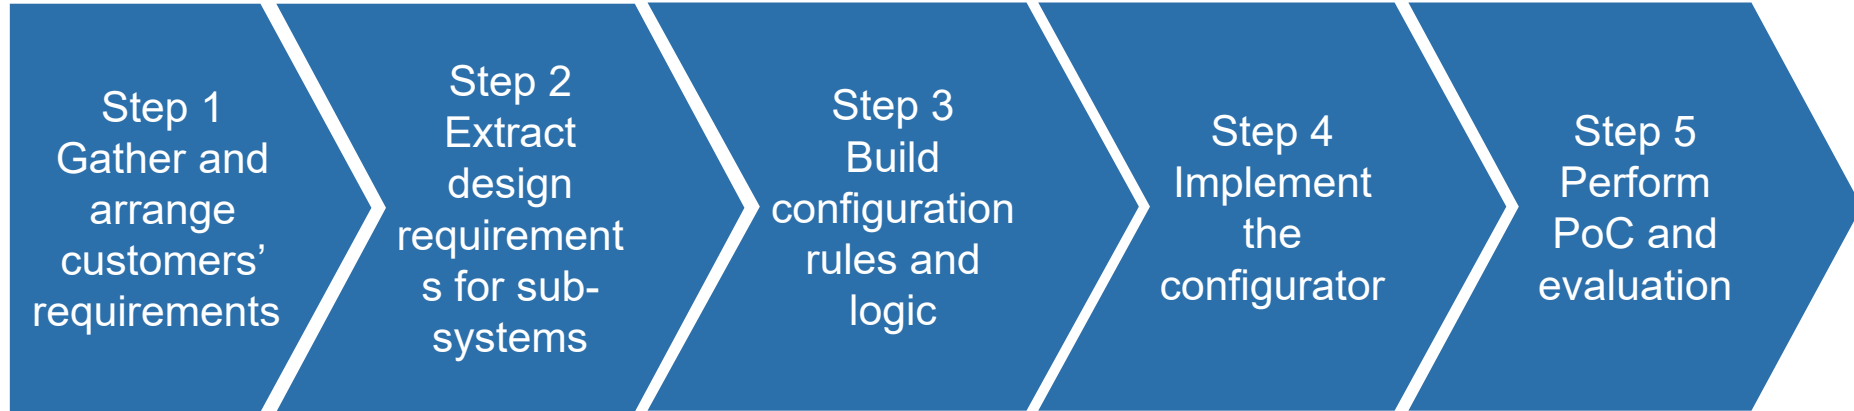 Step 1
Gather and
arrange
customers’
requirements
Step 2
Extract
design
requirement
s for sub-
systems
Step 3
Build
configuration
rules and
logic
Step 4
Implement
the
configurator
Step 5
Perform
PoC and
evaluation